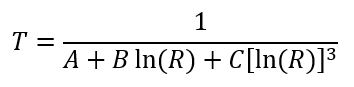 T = 1 / (A + B ln(R) + C[ln(R)]³)